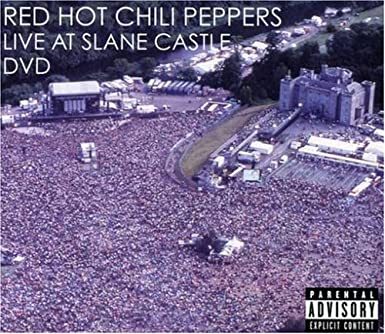 RED HOT CHILI PEPPERS
LIVE AT SLANE CASTLE
DVD
PARENTAL
ADVISORY
EXPLICIT CONTENT